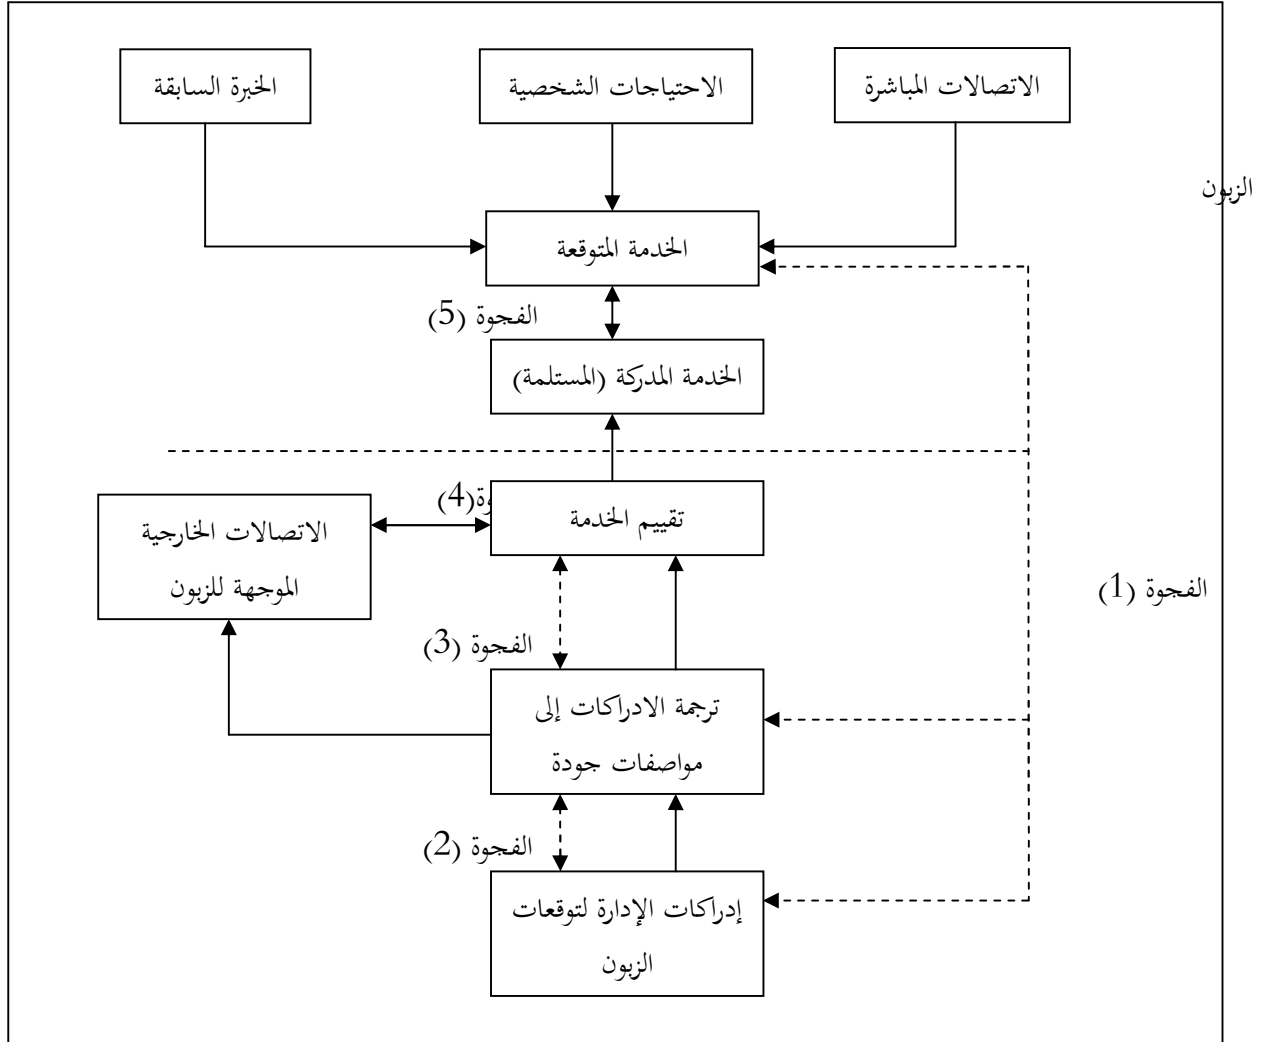 الاتصالات المباشرة
الاحتياجات الشخصية
الخبرة السابقة
الزبون
الخدمة المتوقعة
الفجوة (5)
الخدمة المدركة (المستلمة)
وة(4)
تقييم الخدمة
الاتصالات الخارجية
الموجهة للزبون
الفجوة (1)
الفجوة (3)
ترجمة الادراكات إلى
مواصفات جودة
الفجوة (2)
إدراكات الإدارة لتوقعات
الزبون